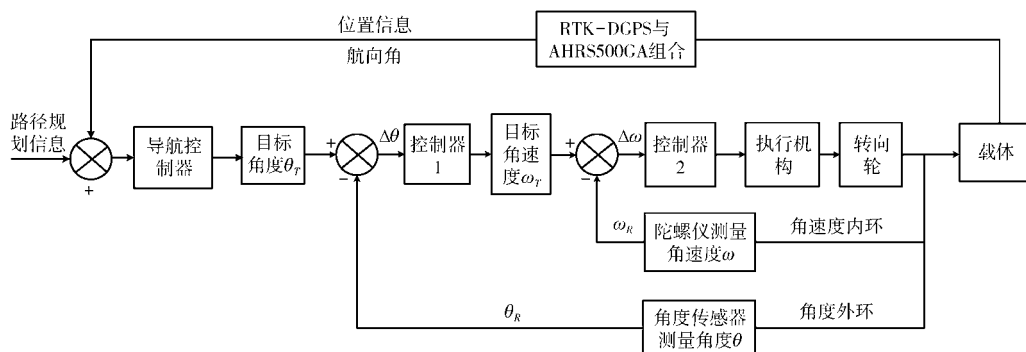 位置信息
航向角
RTK-DGPS与
AHRS500GA组合
路径规
划信息
+
导航控
制器
目标
角度θT
+
−
Δθ
控制器
1
目标
角速
度ωT
+
−
Δω
控制器
2
执行机
构
转向
轮
载体
ωR
陀螺仪测量
角速度ω
角速度内环
θR
角度传感器
测量角度θ
角度外环